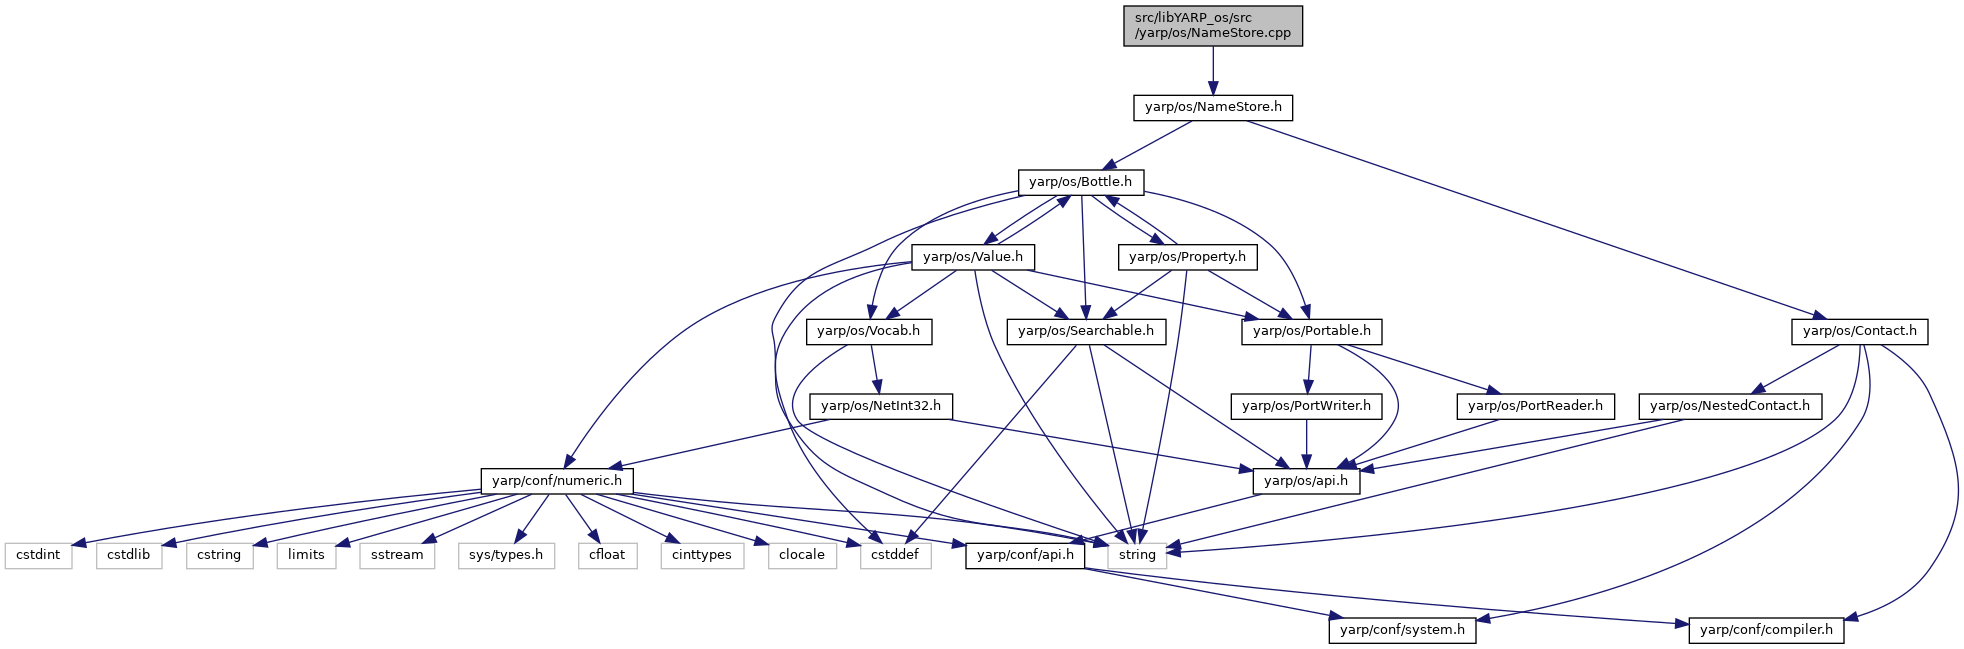 src/libYARP_os/src
/yarp/os/NameStore.cpp
yarp/os/NameStore.h
yarp/os/Bottle.h
yarp/os/Value.h
yarp/os/Property.h
yarp/os/Vocab.h
yarp/os/Searchable.h
yarp/os/Portable.h
yarp/os/Contact.h
yarp/os/NetInt32.h
yarp/os/PortWriter.h
yarp/os/PortReader.h
yarp/os/NestedContact.h
yarp/conf/numeric.h
yarp/os/api.h
cstdint
cstdlib
cstring
limits
sstream
sys/types.h
cfloat
cinttypes
clocale
cstddef
yarp/conf/api.h
string
yarp/conf/system.h
yarp/conf/compiler.h